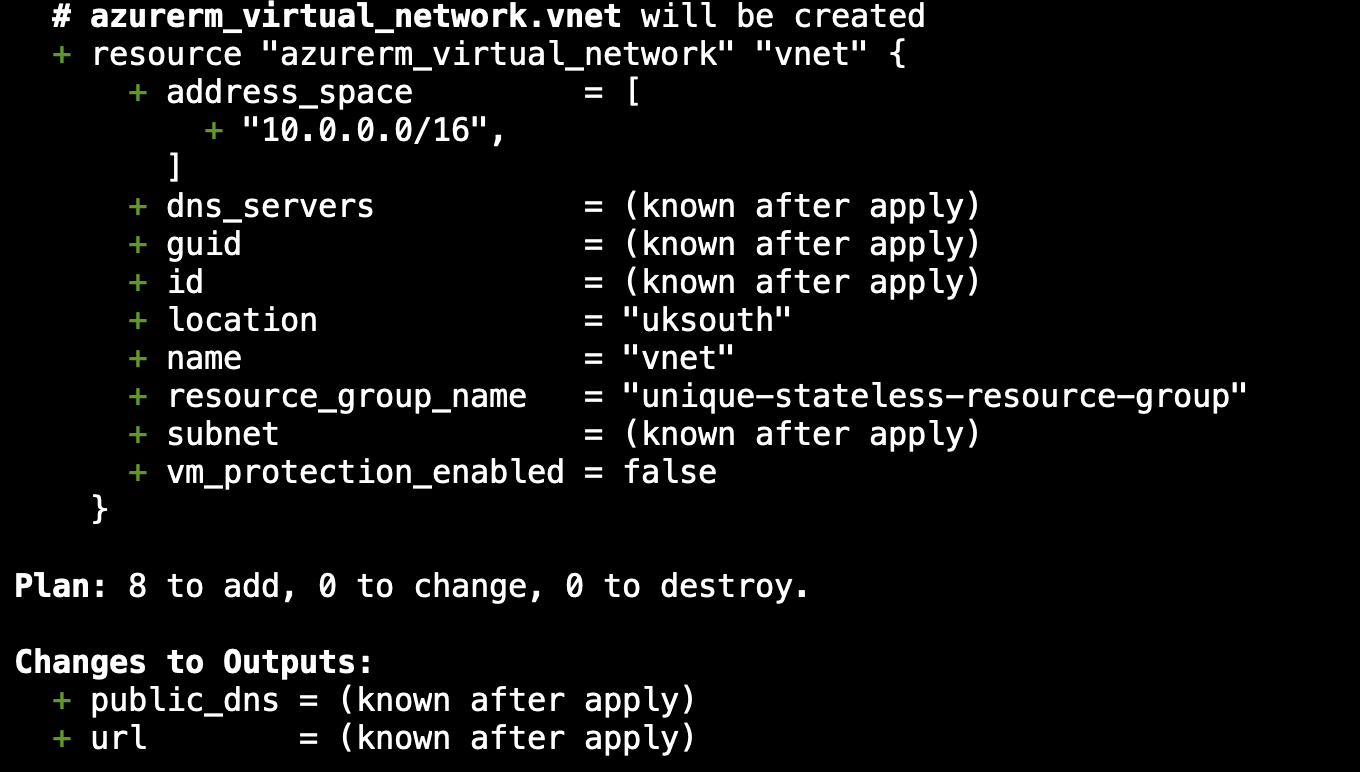 # azurerm_virtual_network.vnet will be created
+ resource "azurerm_virtual_network" "vnet" {
+ address_space = [
+ "10.0.0.0/16",
]
+ dns_servers = (known after apply)
+ guid = (known after apply)
+ id = (known after apply)
+ location = "uksouth"
+ name = "vnet"
+ resource_group_name = "unique-stateless-resource-group"
+ subnet = (known after apply)
+ vm_protection_enabled = false
}
Plan: 8 to add, 0 to change, 0 to destroy.
Changes to Outputs:
+ public_dns = (known after apply)
+ url = (known after apply)